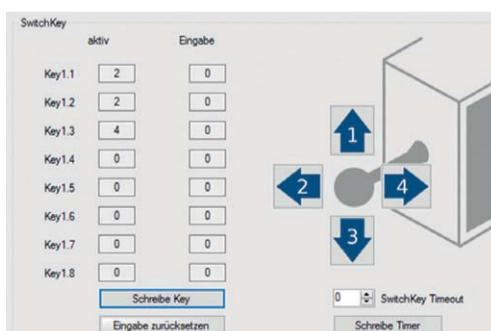 SwitchKey
aktiv Eingabe
Key1.1 2 0
Key1.2 2 0
Key1.3 4 0
Key1.4 0 0
Key1.5 0 0
Key1.6 0 0
Key1.7 0 0
Key1.8 0 0
1
2 4
3
Schreibe Key 0 SwitchKey Timeout
Eingabe zurücksetzen Schreibe Timer